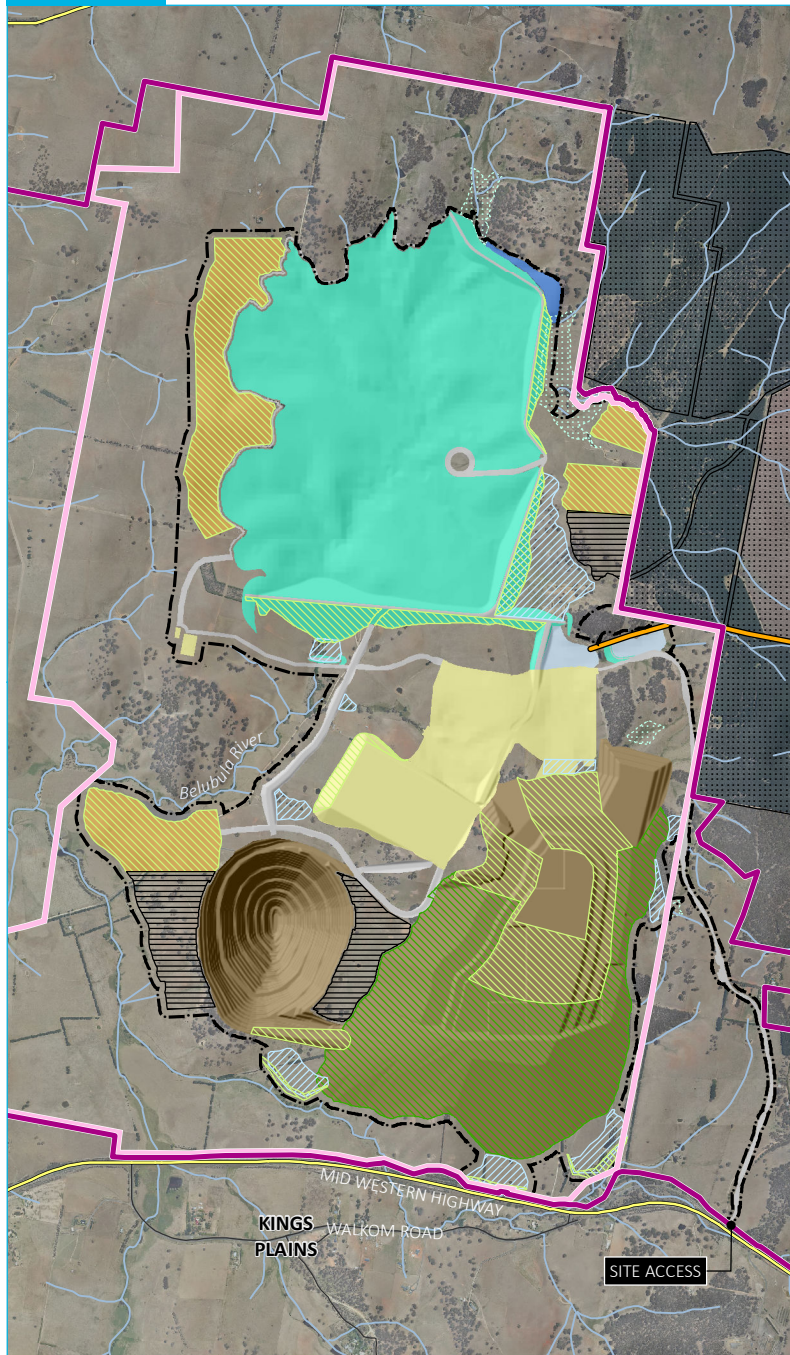 Belubula River
MID WESTERN HIGHWAY
KINGS
PLAINS
WALKOM ROAD
SITE ACCESS